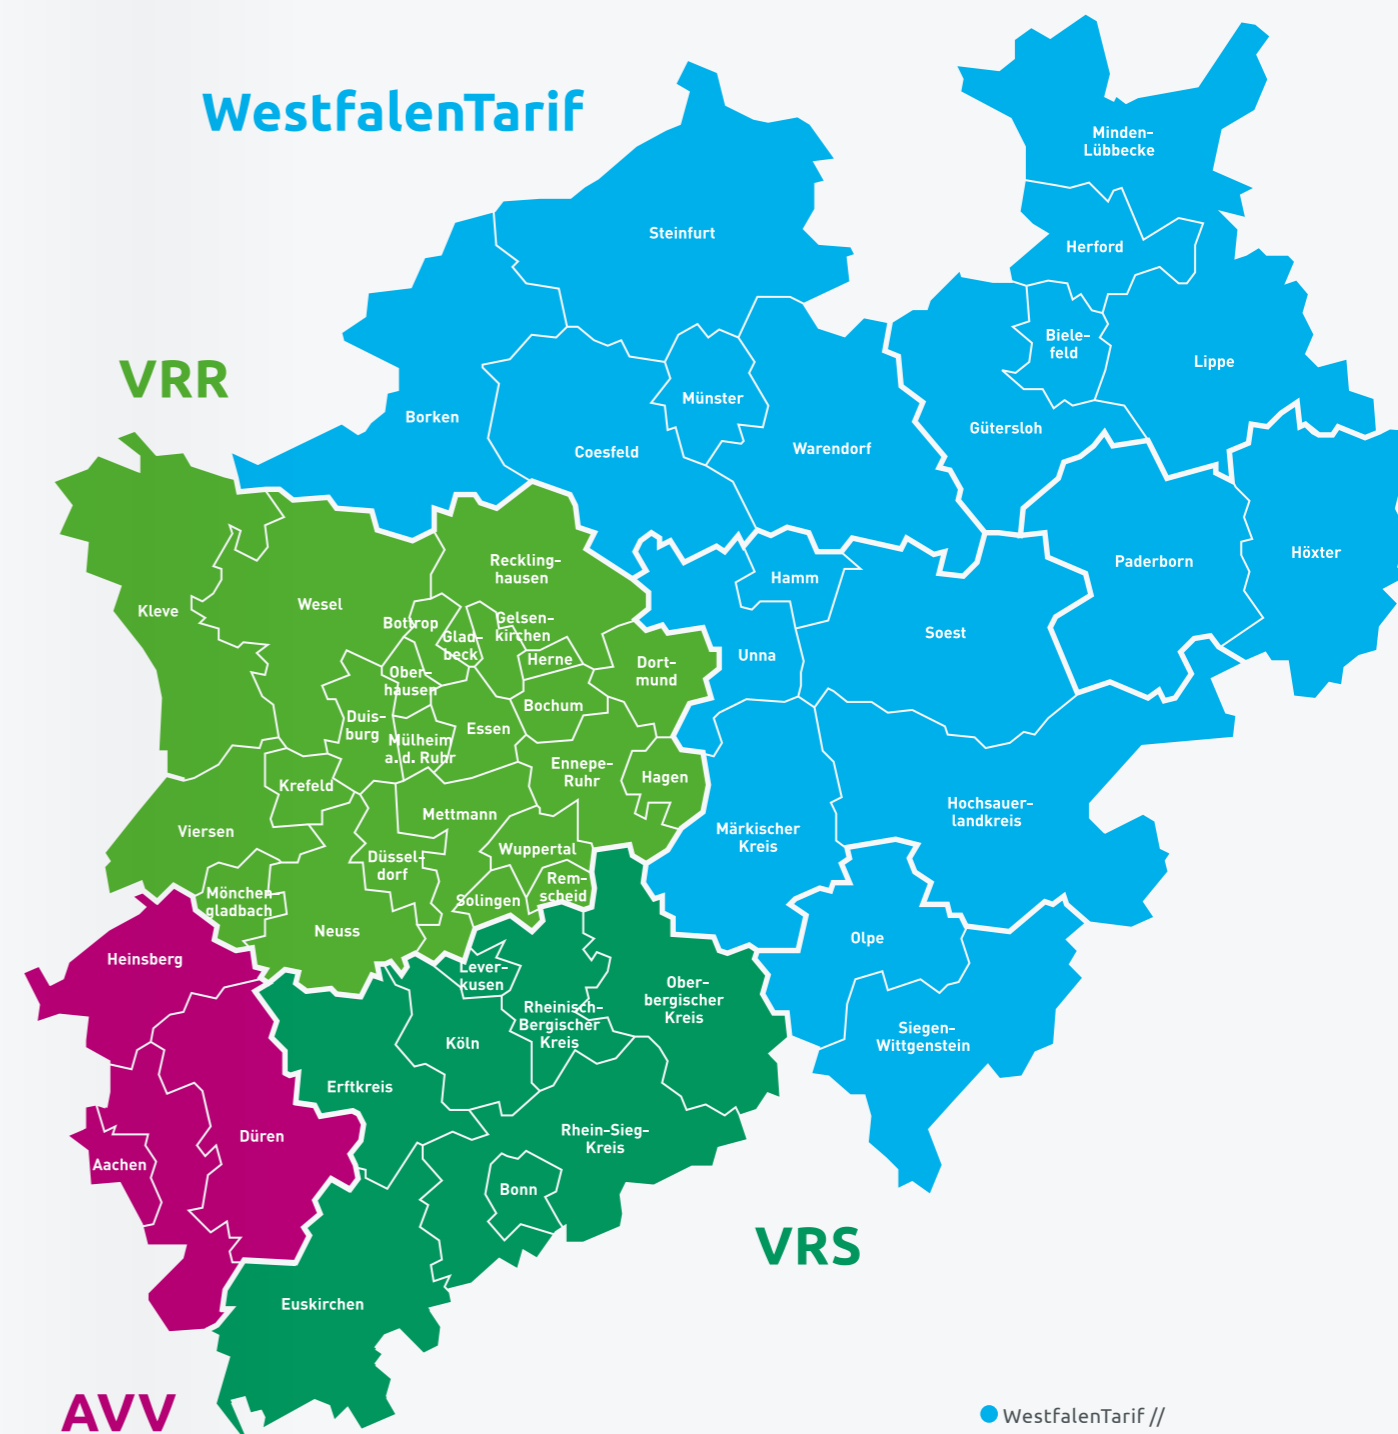 WestfalenTarif
Minden-
Lübbecke
Steinfurt
Herford
Biele-
feld
Lippe
VRR
Münster
Borken
Gütersloh
Coesfeld
Warendorf
Höxter
Paderborn
Reckling-
hausen
Hamm
Kleve
Wesel
Bottrop
Gelsen-
kirchen
Glad-
beck
Soest
Unna
Herne
Dort-
mund
Ober-
hausen
Bochum
Duis-
burg
Essen
Mülheim
a. d. Ruhr
Ennepe-
Ruhr
Hagen
Krefeld
Mettmann
Hochsauer-
landkreis
Viersen
Märkischer
Kreis
Wuppertal
Düssel-
dorf
Rem-
scheid
Mönchen-
gladbach
Solingen
Neuss
Olpe
Heinsberg
Lever-
kusen
Ober-
bergischer
Kreis
Rheinisch-
Bergischer
Kreis
Siegen-
Wittgenstein
Köln
Erftkreis
Rhein-Sieg-
Kreis
Düren
Aachen
Bonn
VRS
Euskirchen
AVV
WestfalenTarif //